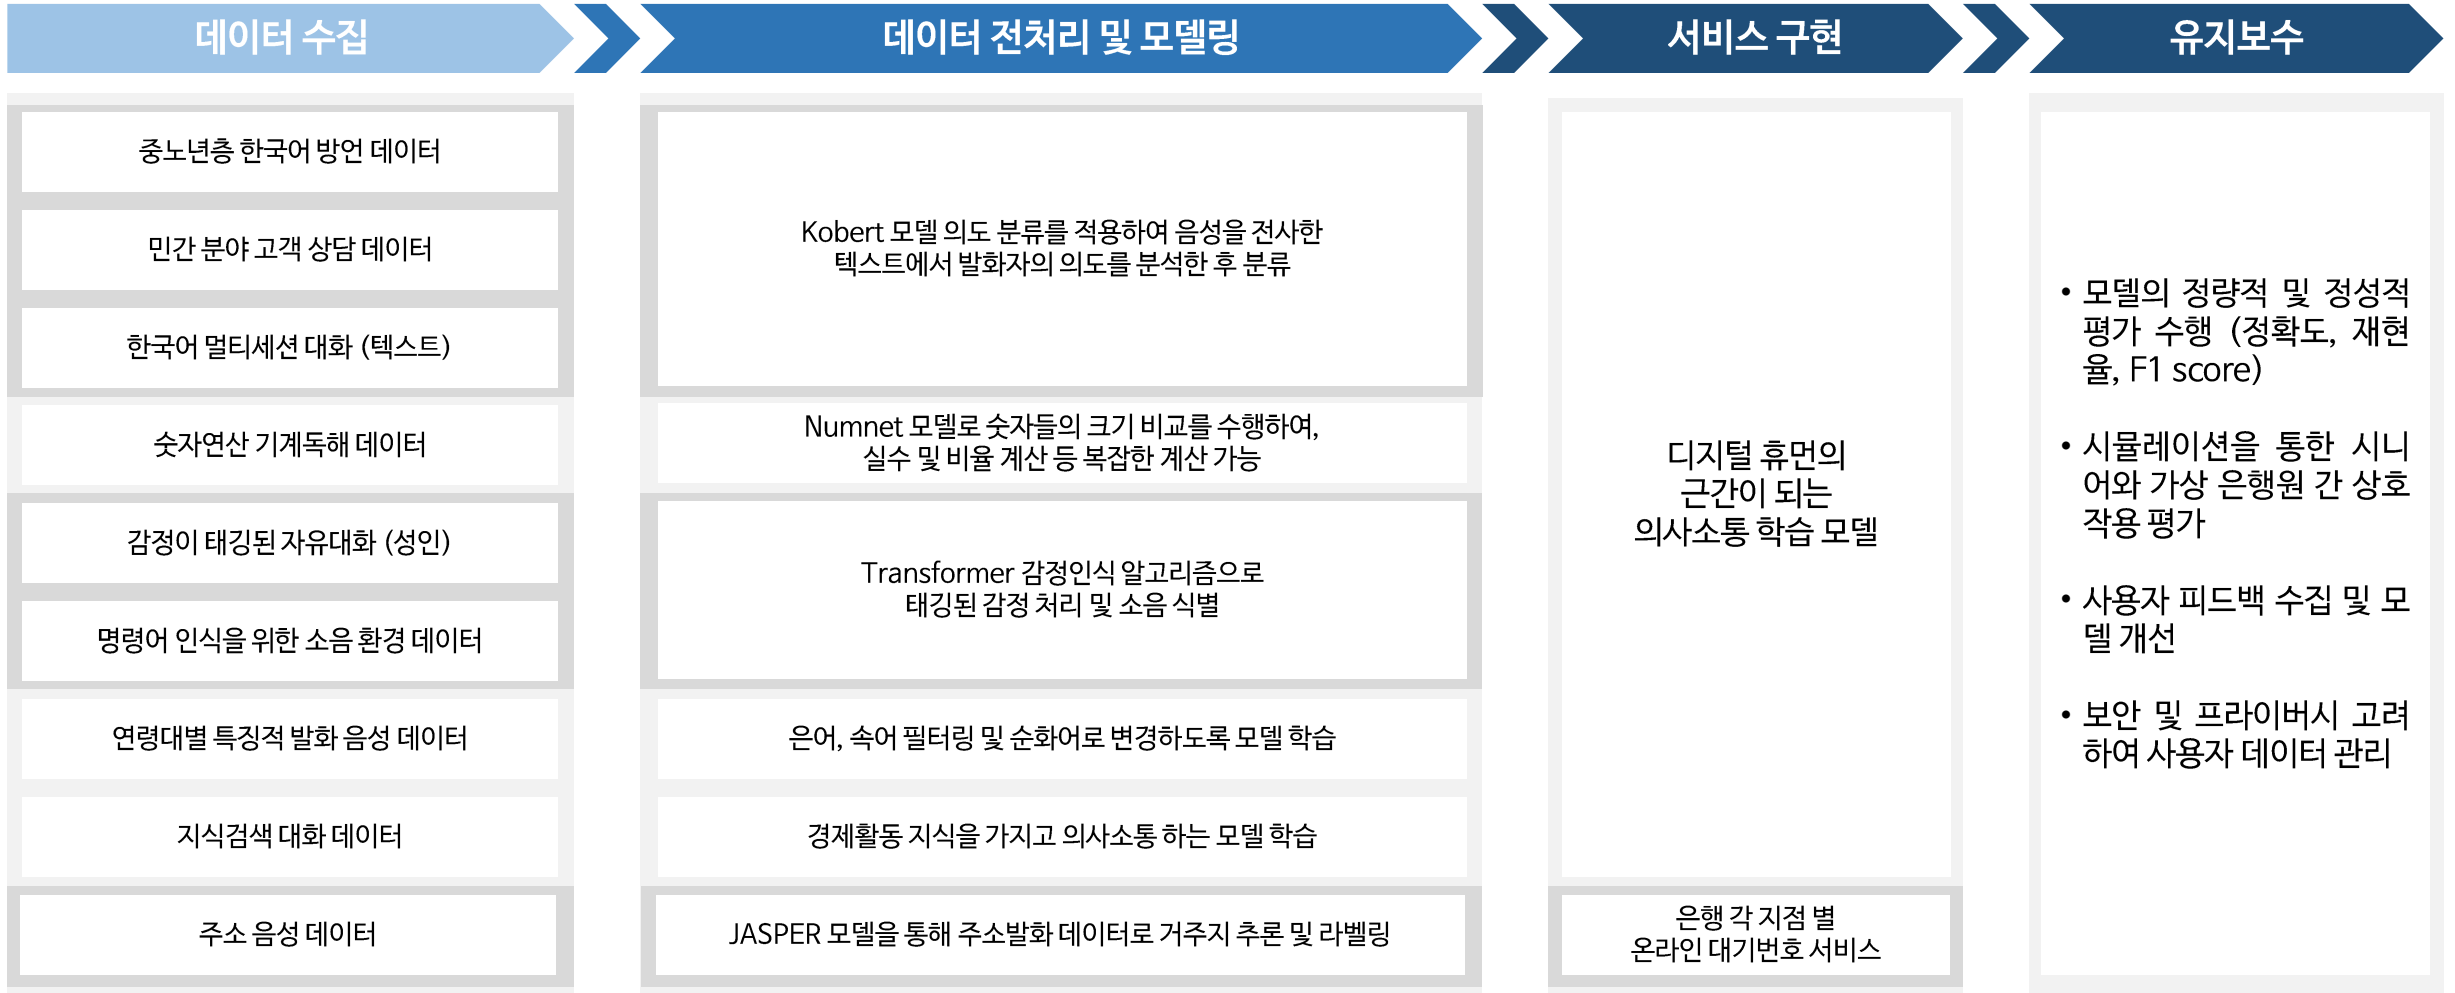 데이터 수집
데이터 전처리 및 모델링
서비스 구현
유지보수
중노년층 한국어 방언 데이터
민간 분야 고객 상담 데이터
한국어 멀티세션 대화 (텍스트)
숫자연산 기계독해 데이터
감정이 태깅된 자유대화 (성인)
명령어 인식을 위한 소음 환경 데이터
연령대별 특징적 발화 음성 데이터
지식검색 대화 데이터
주소 음성 데이터
Kobert 모델 의도 분류를 적용하여 음성을 전사한
텍스트에서 발화자의 의도를 분석한 후 분류
Numnet 모델로 숫자들의 크기 비교를 수행하여,
실수 및 비율 계산 등 복잡한 계산 가능
Transformer 감정인식 알고리즘으로
태깅된 감정 처리 및 소음 식별
은어, 속어 필터링 및 순화어로 변경하도록 모델 학습
경제활동 지식을 가지고 의사소통 하는 모델 학습
JASPER 모델을 통해 주소발화 데이터로 거주지 추론 및 라벨링
디지털 휴먼의
근간이 되는
의사소통 학습 모델
은행 각 지점 별
온라인 대기번호 서비스
• 모델의 정량적 및 정성적
평가 수행 (정확도, 재현
율, F1 score)
• 시뮬레이션을 통한 시니
어와 가상 은행원 간 상호
작용 평가
• 사용자 피드백 수집 및 모
델 개선
• 보안 및 프라이버시 고려
하여 사용자 데이터 관리